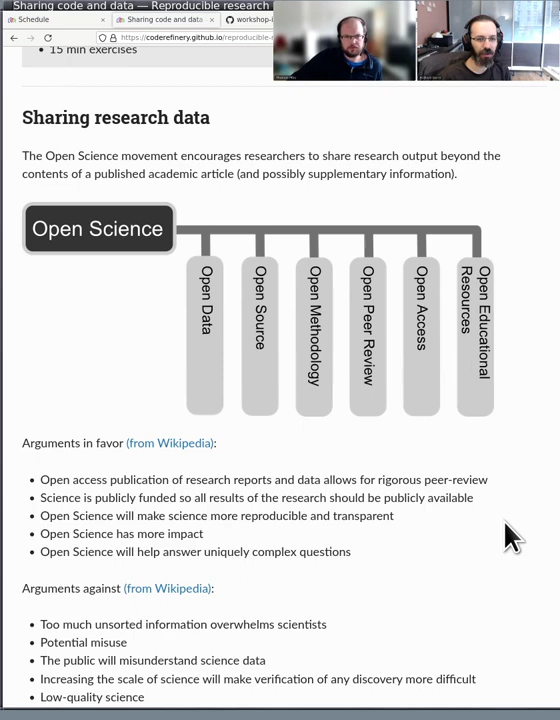 Sharing code and data — Reproducible research
Schedule
Sharing code and data
workshop-i
https://coderefinery.github.io/reproducible-r
15 min exercises
Sharing research data
The Open Science movement encourages researchers to share research output beyond the
contents of a published academic article (and possibly supplementary information).
Open Science
Open Data
Open Source
Open Methodology
Open Peer Review
Open Access
Open Educational
Resources
Arguments in favor (from Wikipedia):
• Open access publication of research reports and data allows for rigorous peer-review
• Science is publicly funded so all results of the research should be publicly available
• Open Science will make science more reproducible and transparent
• Open Science has more impact
• Open Science will help answer uniquely complex questions
Arguments against (from Wikipedia):
• Too much unsorted information overwhelms scientists
• Potential misuse
• The public will misunderstand science data
• Increasing the scale of science will make verification of any discovery more difficult
• Low-quality science